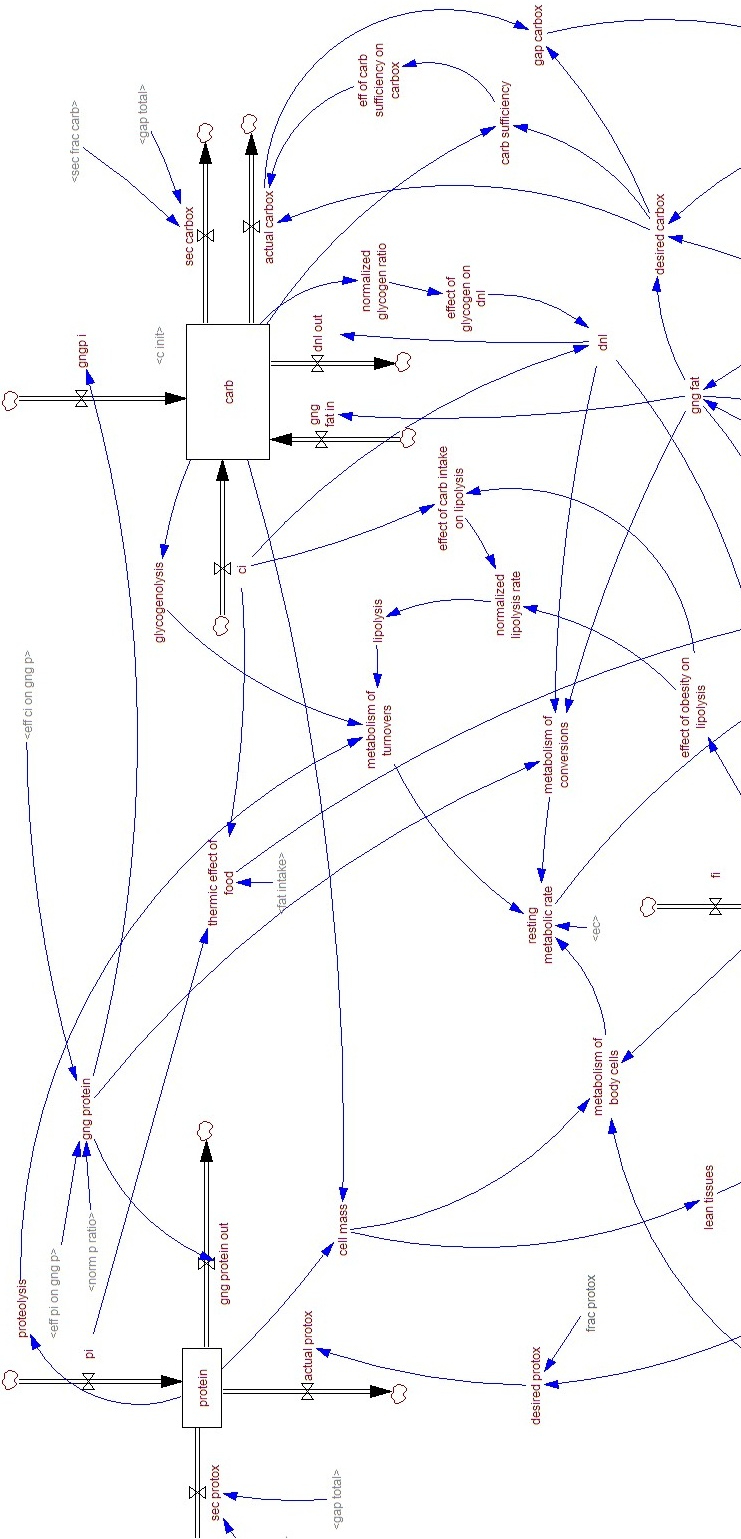 gap carbox
eff of carb
sufficiency on
carbox
carb sufficiency
<gap total>
<sec frac carb>
sec carbox
actual carbox
desired carbox
normalized
glycogen ratio
effect of
glycogen on
dnl
dnl out
dnl
<c init>
gngp i
carb
gng
fat in
gng fat
effect of carb intake
on lipolysis
ci
glycogenolysis
normalized
lipolysis rate
lipolysis
<eff ci on gng p>
effect of obesity on
lipolysis
metabolism of
turnovers
metabolism of
conversions
thermic effect of
food
<fat intake>
fi
resting
metabolic rate
<ec>
gng protein
metabolism of
body cells
lean tissues
cell mass
<norm p ratio>
<eff pi on gng p>
gng protein out
proteolysis
pi
frac protox
actual protox
desired protox
protein
sec protox
<gap total>